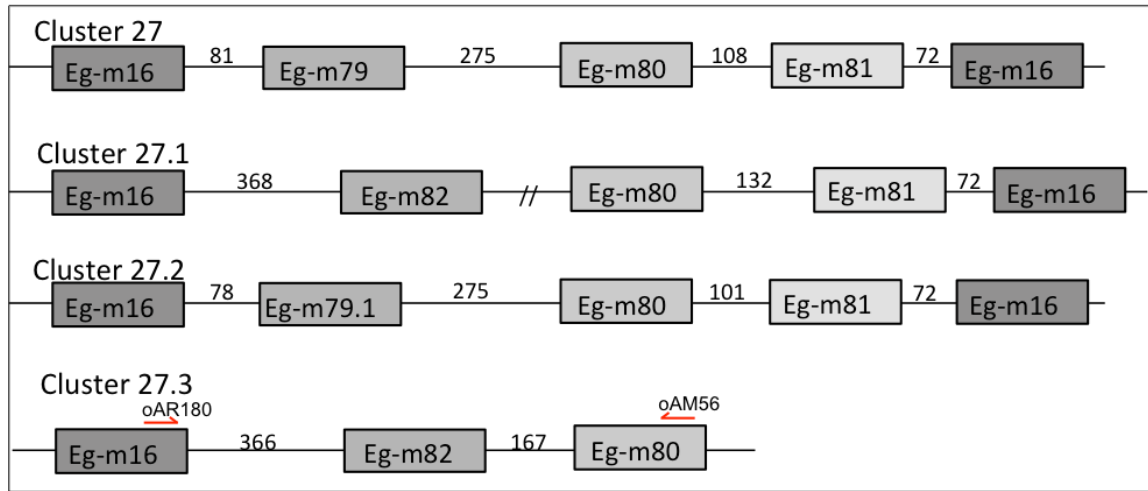 Cluster 27
Eg-m16 81 Eg-m79 275 Eg-m80 108 Eg-m81 72 Eg-m16
Cluster 27.1
Eg-m16 368 Eg-m82 // Eg-m80 132 Eg-m81 72 Eg-m16
Cluster 27.2
Eg-m16 78 Eg-m79.1 275 Eg-m80 101 Eg-m81 72 Eg-m16
Cluster 27.3
oAR180 oAM56
Eg-m16 366 Eg-m82 167 Eg-m80